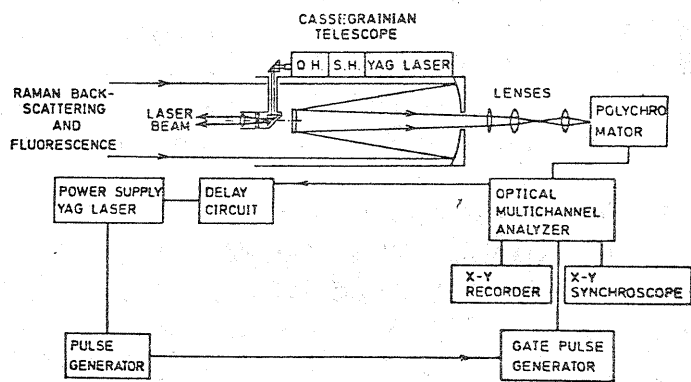 CASSEGRAINIAN
TELESCOPE
Q H. S.H. YAG LASER
RAMAN BACK-
SCATTERING
AND
FLUORESCENCE
LASER
BEAM
LENSES
POLYCHRO
MATOR
POWER SUPPLY
YAG LASER
DELAY
CIRCUIT
OPTICAL
MULTICHANNEL
ANALYZER
X-Y
RECORDER
X-Y
SYNCHROSCOPE
PULSE
GENERATOR
GATE PULSE
GENERATOR